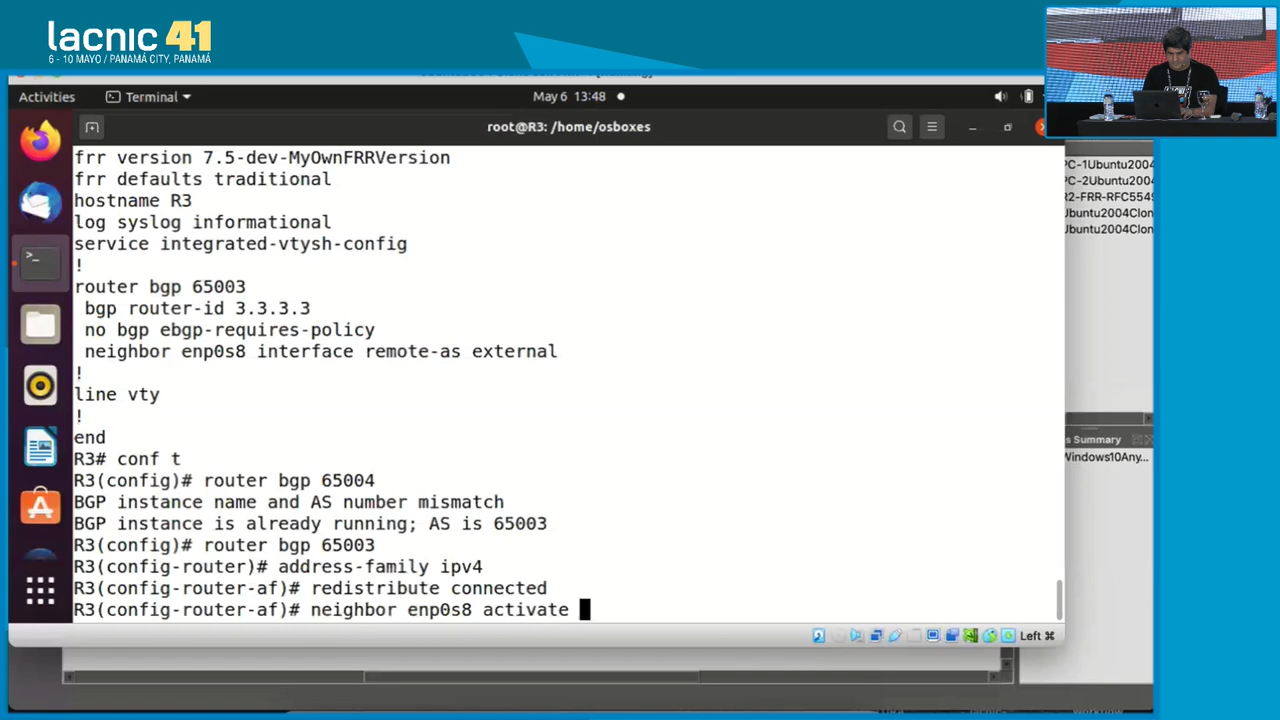 lacnic 41
6 - 10 MAYO / PANAMÁ CITY, PANAMÁ
Activities
Terminal
May 6 13:48
root@R3: /home/osboxes
frr version 7.5-dev-MyOwnFRRVersion
frr defaults traditional
hostname R3
log syslog informational
service integrated-vtysh-config
!
router bgp 65003
bgp router-id 3.3.3.3
no bgp ebgp-requires-policy
neighbor enp0s8 interface remote-as external
!
line vty
!
end
R3# conf t
R3(config)# router bgp 65004
BGP instance name and AS number mismatch
BGP instance is already running; AS is 65003
R3(config)# router bgp 65003
R3(config-router)# address-family ipv4
R3(config-router-af)# redistribute connected
R3(config-router-af)# neighbor enp0s8 activate
Left ⌘
PC-1Ubuntu2004
PC-2Ubuntu2004
R2-FRR-RFC5549
Ubuntu2004Clon
Ubuntu2004Clon
s Summary
Windows10Any...